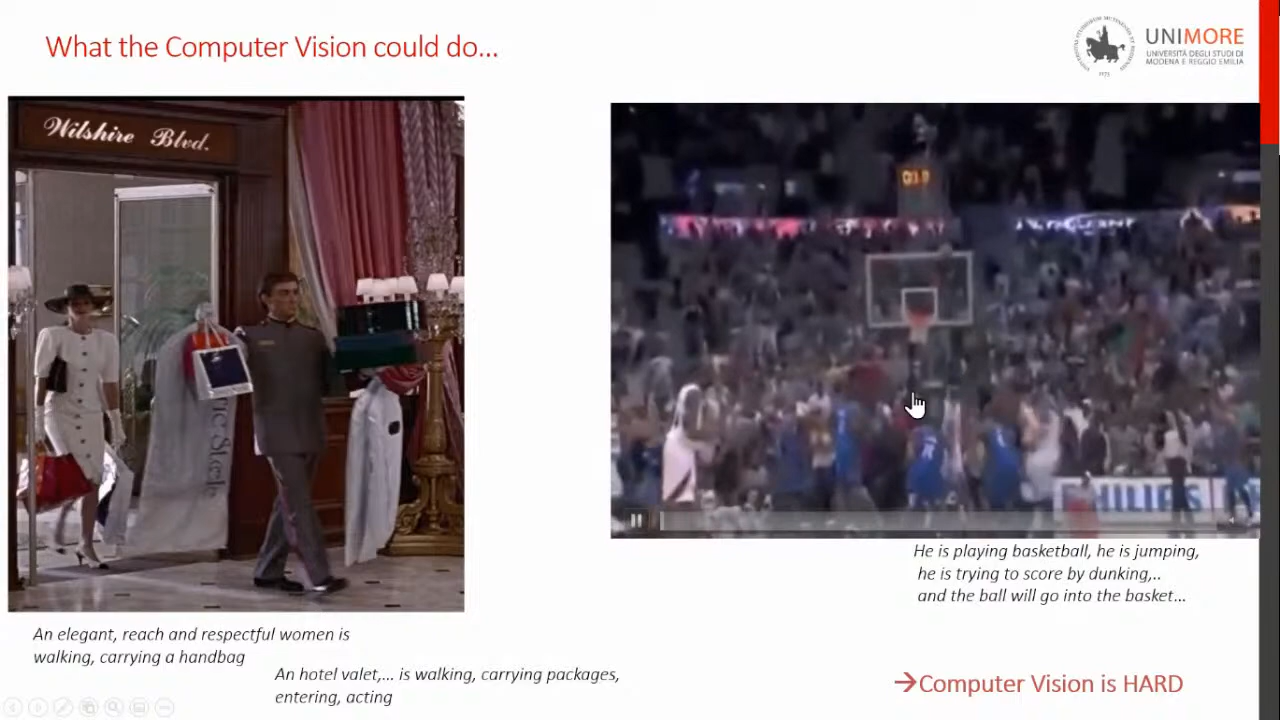 What the Computer Vision could do...
UNIMORE
UNIVERSITÀ DEGLI STUDI DI
MODENA E REGGIO EMILIA
1175
Wilshire Blvd.
PHILIPS
He is playing basketball, he is jumping,
he is trying to score by dunking,..
and the ball will go into the basket...
An elegant, reach and respectful women is
walking, carrying a handbag
An hotel valet,... is walking, carrying packages,
entering, acting
→Computer Vision is HARD